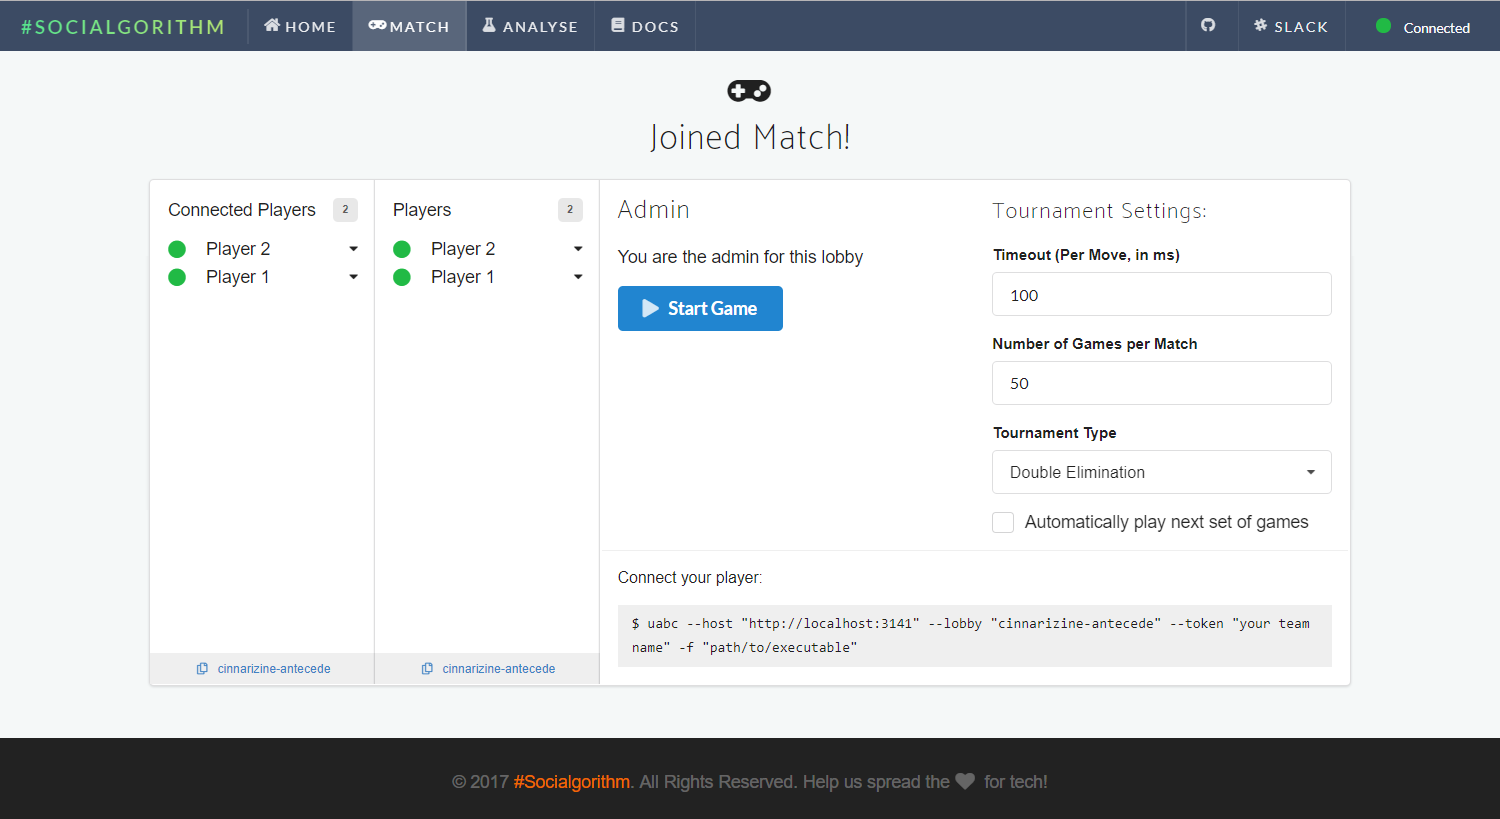 #SOCIALGORITHM
HOME
MATCH
ANALYSE
DOCS
SLACK
Connected
Joined Match!
Connected Players 2
Player 2
Player 1
cinnarizine-antecede
Players 2
Player 2
Player 1
cinnarizine-antecede
Admin
You are the admin for this lobby
Start Game
Tournament Settings:
Timeout (Per Move, in ms)
100
Number of Games per Match
50
Tournament Type
Double Elimination
Automatically play next set of games
Connect your player:
$ uabc --host "http://localhost:3141" --lobby "cinnarizine-antecede" --token "your team
name" -f "path/to/executable"
© 2017 #Socialgorithm. All Rights Reserved. Help us spread the for tech!